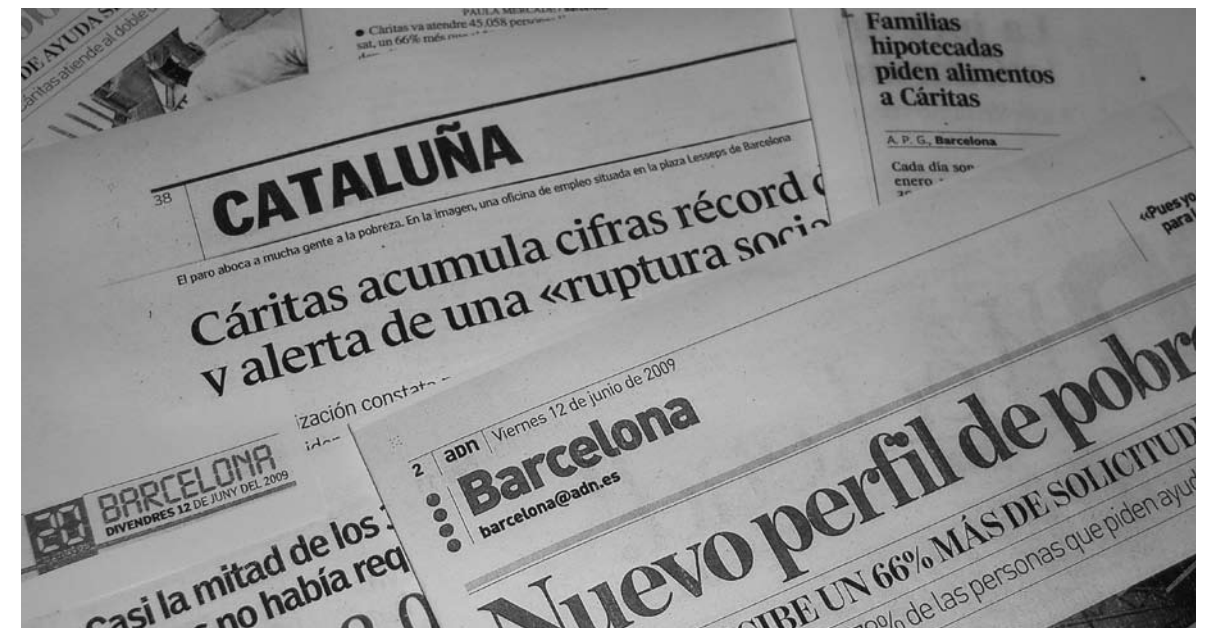 DE AYUDA S
Cáritas atiende al doble d
PAULA MERCADER
● Càritas va atendre 45.058 persones
sat, un 66% més que
Familias
hipotecadas
piden alimentos
a Cáritas
A. P. G., Barcelona
Cada día son
enero
38
CATALUÑA
El paro aboca a mucha gente a la pobreza. En la imagen, una oficina de empleo situada en la plaza Lesseps de Barcelona
Cáritas acumula cifras récord
y alerta de una «ruptura socia
ización constata
«Pues yo
para l
2 adn Viernes 12 de junio de 2009
Barcelona
barcelona@adn.es
Nuevo perfil de pobre
CIBE UN 66% MÁS DE SOLICITUDE
70% de las personas que piden ayud
20 BARCELONA
DIVENDRES 12 DE JUNY DEL 2009
Casi la mitad de los
no había req